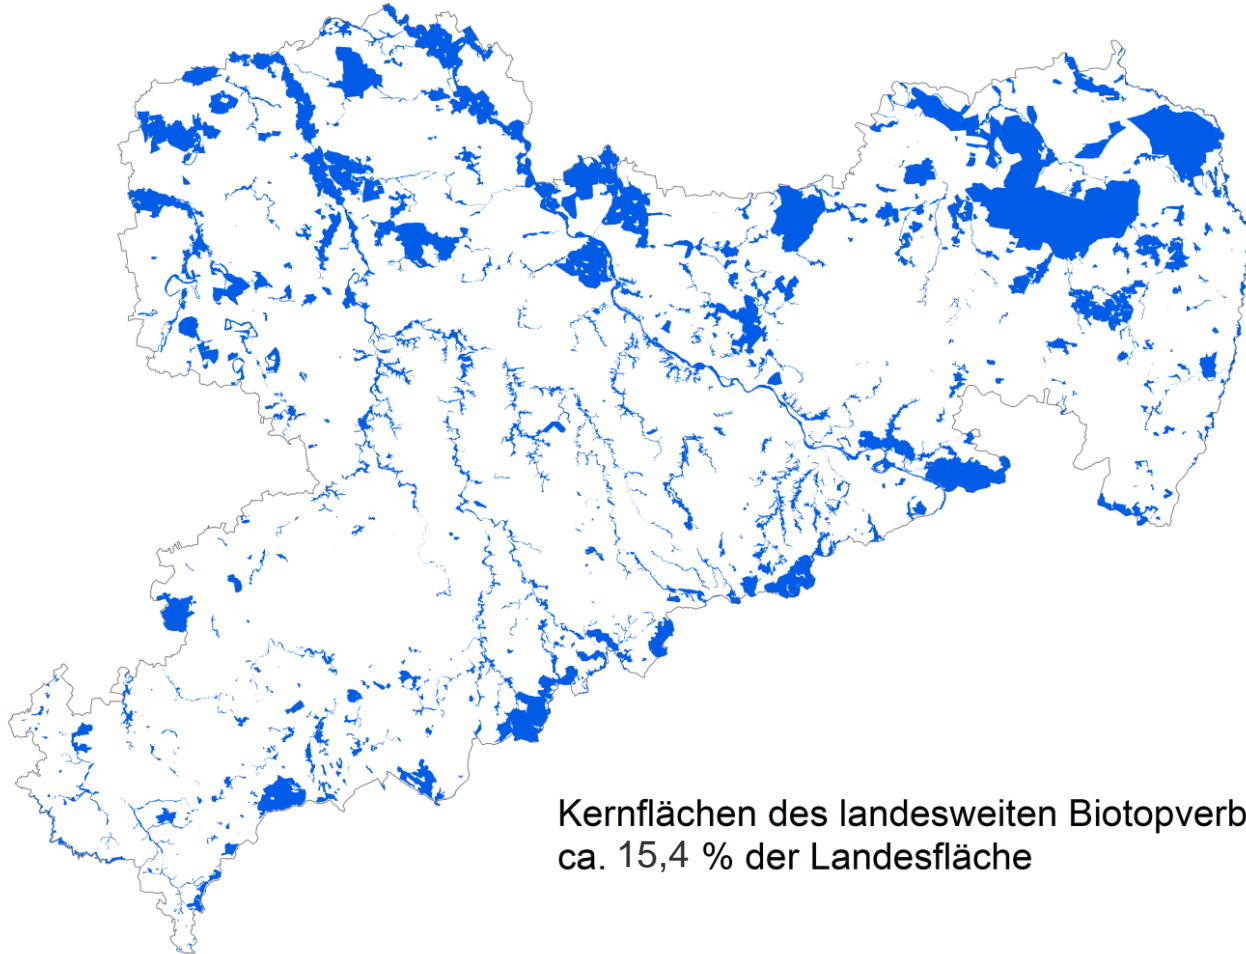 Kernflächen des landesweiten Biotopverb
ca. 15,4 % der Landesfläche